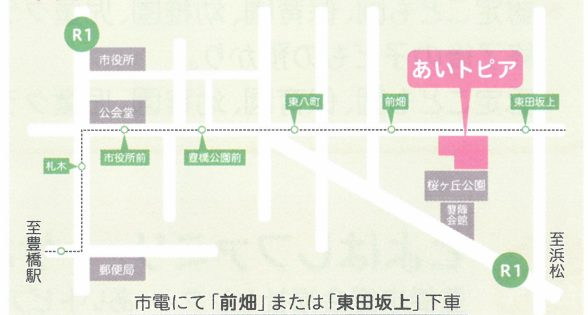 R1
市役所
あいトピア
公会堂
東八町
前畑
東田坂上
札木
市役所前
豊橋公園前
桜ヶ丘公園
会館
至豊橋駅
至浜松
郵便局
R1
市電にて「前畑」または「東田坂上」下車